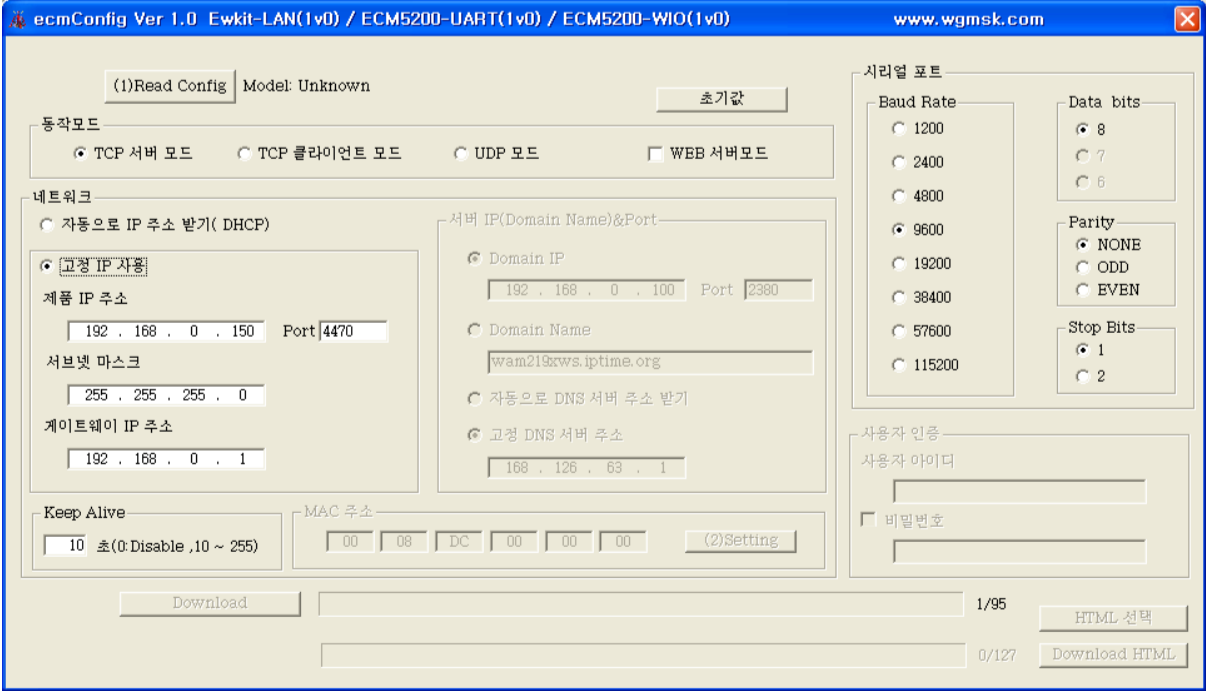 ecmConfig Ver 1.0 Ewkit-LAN(1v0) / ECM5200-UART(1v0) / ECM5200-WIO(1v0) www.wgmsk.com
(1)Read Config Model: Unknown
초기값
동작모드
TCP 서버 모드 TCP 클라이언트 모드 UDP 모드 WEB 서버모드
네트워크
자동으로 IP 주소 받기( DHCP)
고정 IP 사용
제품 IP 주소
192 . 168 . 0 . 150 Port 4470
서브넷 마스크
255 . 255 . 255 . 0
게이트웨이 IP 주소
192 . 168 . 0 . 1
서버 IP(Domain Name)&Port
Domain IP
192 . 168 . 0 . 100 Port 2380
Domain Name
wam219xws.iptime.org
자동으로 DNS 서버 주소 받기
고정 DNS 서버 주소
168 . 126 . 63 . 1
Keep Alive
10 초(0:Disable ,10 ~ 255)
MAC 주소
00 08 DC 00 00 00 (2)Setting
시리얼 포트
Baud Rate
1200
2400
4800
9600
19200
38400
57600
115200
Data bits
8
7
6
Parity
NONE
ODD
EVEN
Stop Bits
1
2
사용자 인증
사용자 아이디
비밀번호
Download 1/95
HTML 선택
0/127 Download HTML